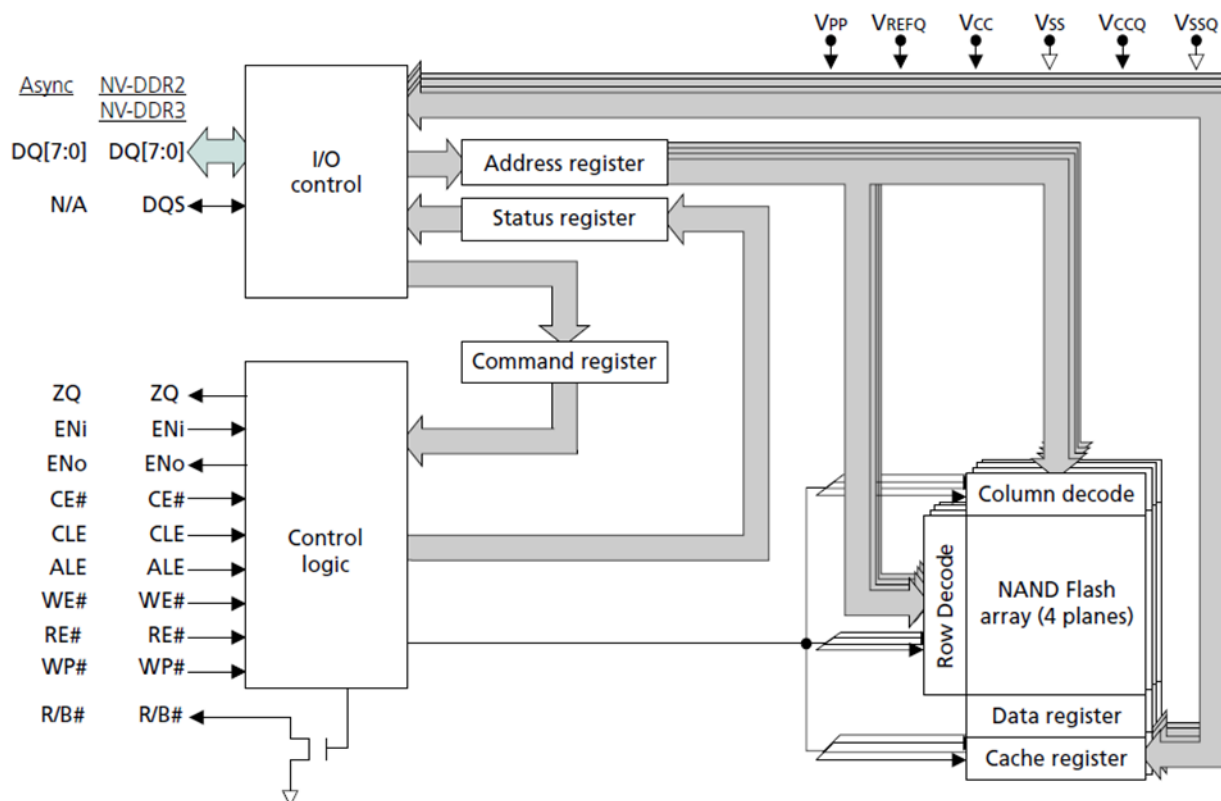 VPP VREFQ VCC VSS VCCQ VSSQ
Async NV-DDR2
NV-DDR3
DQ[7:0] DQ[7:0]
N/A DQS
I/O
control
Address register
Status register
Command register
ZQ ZQ
ENi ENi
ENo ENo
CE# CE#
CLE CLE
ALE ALE
WE# WE#
RE# RE#
WP# WP#
R/B# R/B#
Control
logic
Column decode
Row Decode
NAND Flash
array (4 planes)
Data register
Cache register